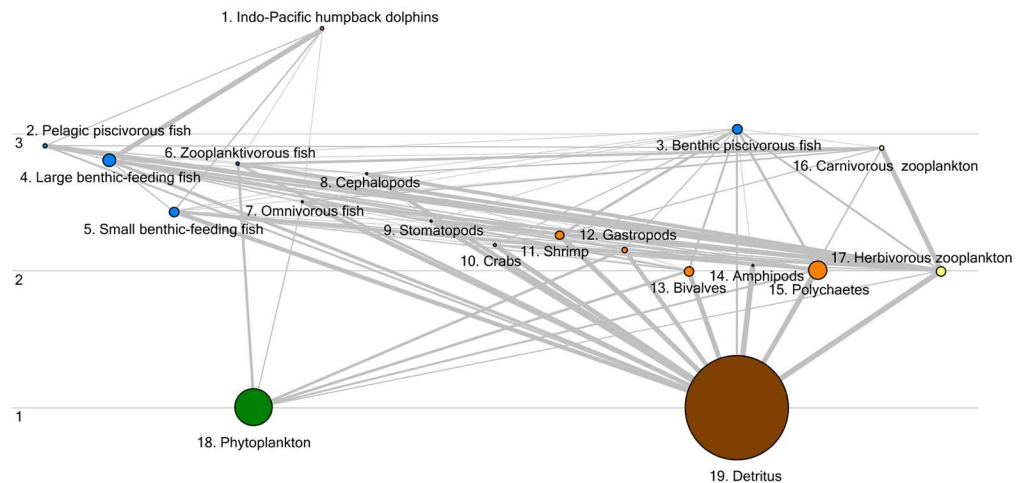 1. Indo-Pacific humpback dolphins
2. Pelagic piscivorous fish
3
3. Benthic piscivorous fish
6. Zooplanktivorous fish
16. Carnivorous zooplankton
4. Large benthic-feeding fish
8. Cephalopods
7. Omnivorous fish
5. Small benthic-feeding fish
9. Stomatopods
12. Gastropods
11. Shrimp
10. Crabs
17. Herbivorous zooplankton
2
14. Amphipods
13. Bivalves
15. Polychaetes
1
18. Phytoplankton
19. Detritus